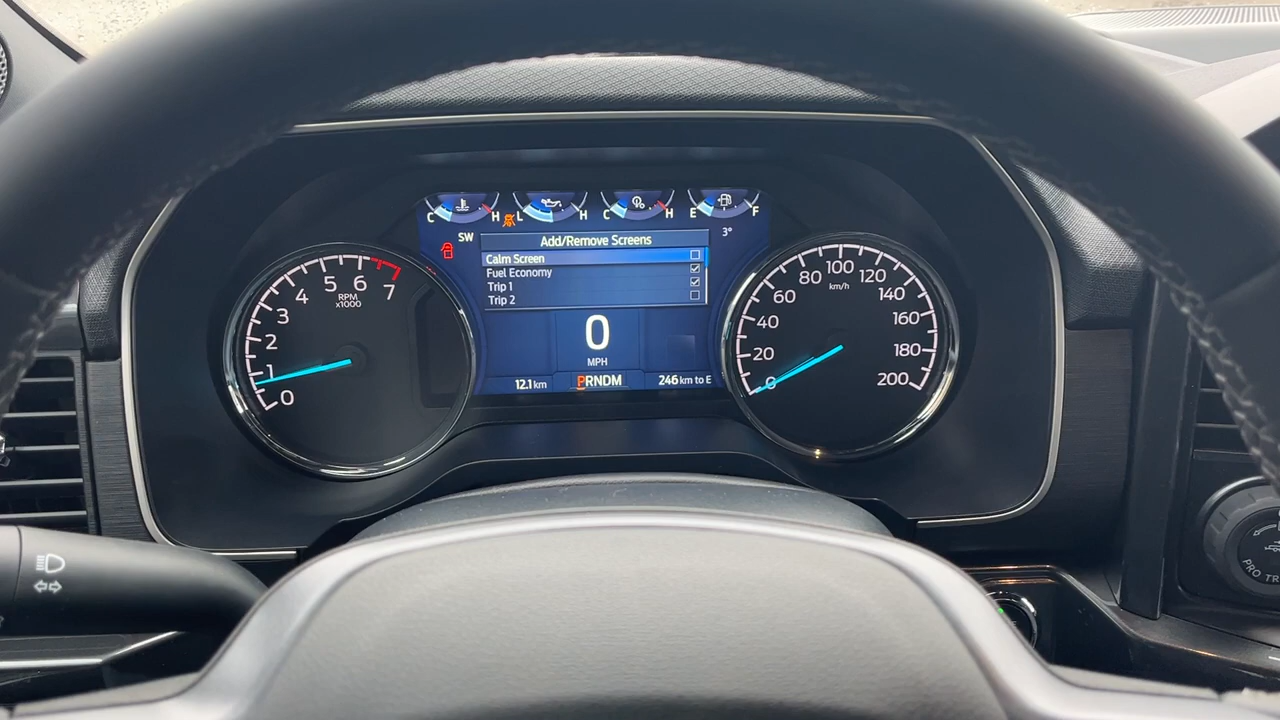 C H L H C H E F
SW
3°
Add/Remove Screens
Calm Screen
Fuel Economy
Trip 1
Trip 2
0
MPH
12.1 km
PRNDM
246 km to E
0 1 2 3 4 5 6 7
RPM
x1000
0 20 40 60 80 100 120 140 160 180 200
km/h
PRO TR